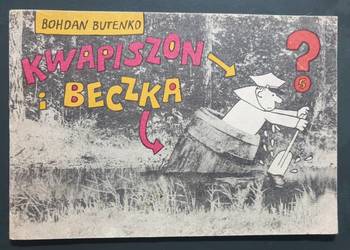 BOHDAN BUTENKO
KWAPISZON
i BECZKA
?
5